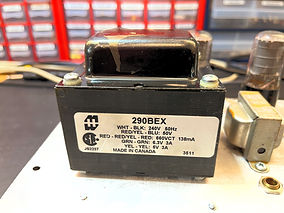 290BEX
WHT - BLK: 240V 50Hz
RED/YEL - BLU: 50V
RED - RED/YEL - RED: 660VCT 138mA
GRN - GRN: 6.3V 3A
YEL - YEL: 5V 3A
MADE IN CANADA
3511